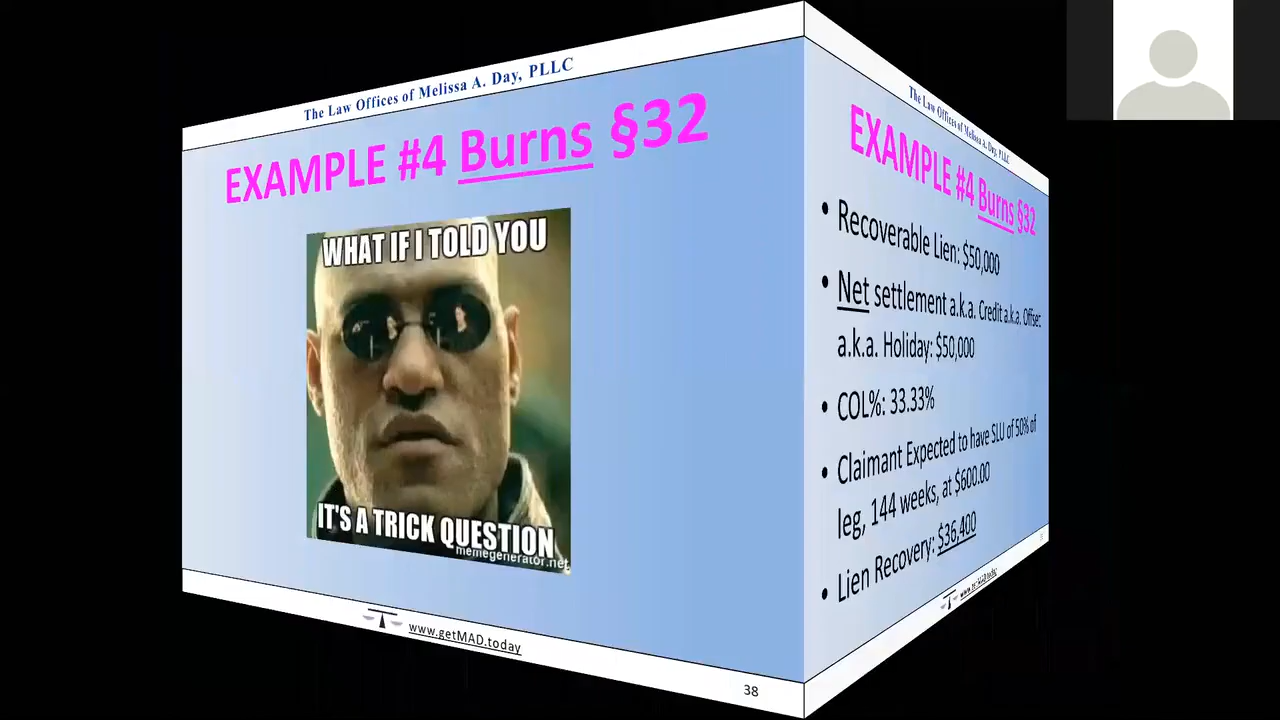 The Law Offices of Melissa A. Day, PLLC
EXAMPLE #4 Burns §32
WHAT IF I TOLD YOU
IT'S A TRICK QUESTION
memegenerator.net
www.getMAD.today
38
The Law Offices of Melissa A. Day, PLLC
EXAMPLE #4 Burns §32
• Recoverable Lien: $50,000
• Net settlement a.k.a. Credit a.k.a. Offset
a.k.a. Holiday: $50,000
• COL%: 33.33%
• Claimant Expected to have SLU of 50% of
leg, 144 weeks, at $600.00
• Lien Recovery: $36,400
www.getMAD.today